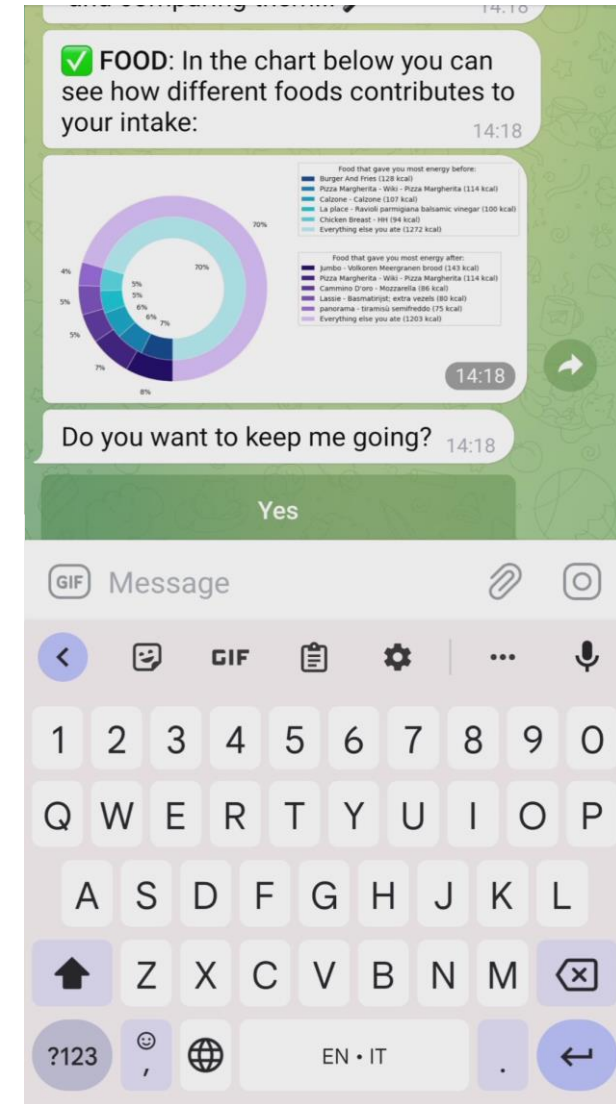 14:18
✅ FOOD: In the chart below you can
see how different foods contributes to
your intake:
14:18
Food that gave you most energy before:
Burger And Fries (128 kcal)
Pizza Margherita - Wiki - Pizza Margherita (114 kcal)
Calzone - Calzone (107 kcal)
La place - Ravioli parmigiana balsamic vinegar (100 kcal)
Chicken Breast - HH (94 kcal)
Everything else you ate (1272 kcal)
Food that gave you most energy after:
Jumbo - Volkoren Meergranen brood (143 kcal)
Pizza Margherita - Wiki - Pizza Margherita (114 kcal)
Cammino D'oro - Mozzarella (86 kcal)
Lassie - Basmatirijst; extra vezels (80 kcal)
panorama - tiramisù semifreddo (75 kcal)
Everything else you ate (1203 kcal)
70%
70%
4%
5%
5%
5%
5%
6%
6%
7%
7%
8%
14:18
Do you want to keep me going? 14:18
Yes
GIF Message
GIF
1 2 3 4 5 6 7 8 9 0
Q W E R T Y U I O P
A S D F G H J K L
Z X C V B N M
?123 , EN • IT .